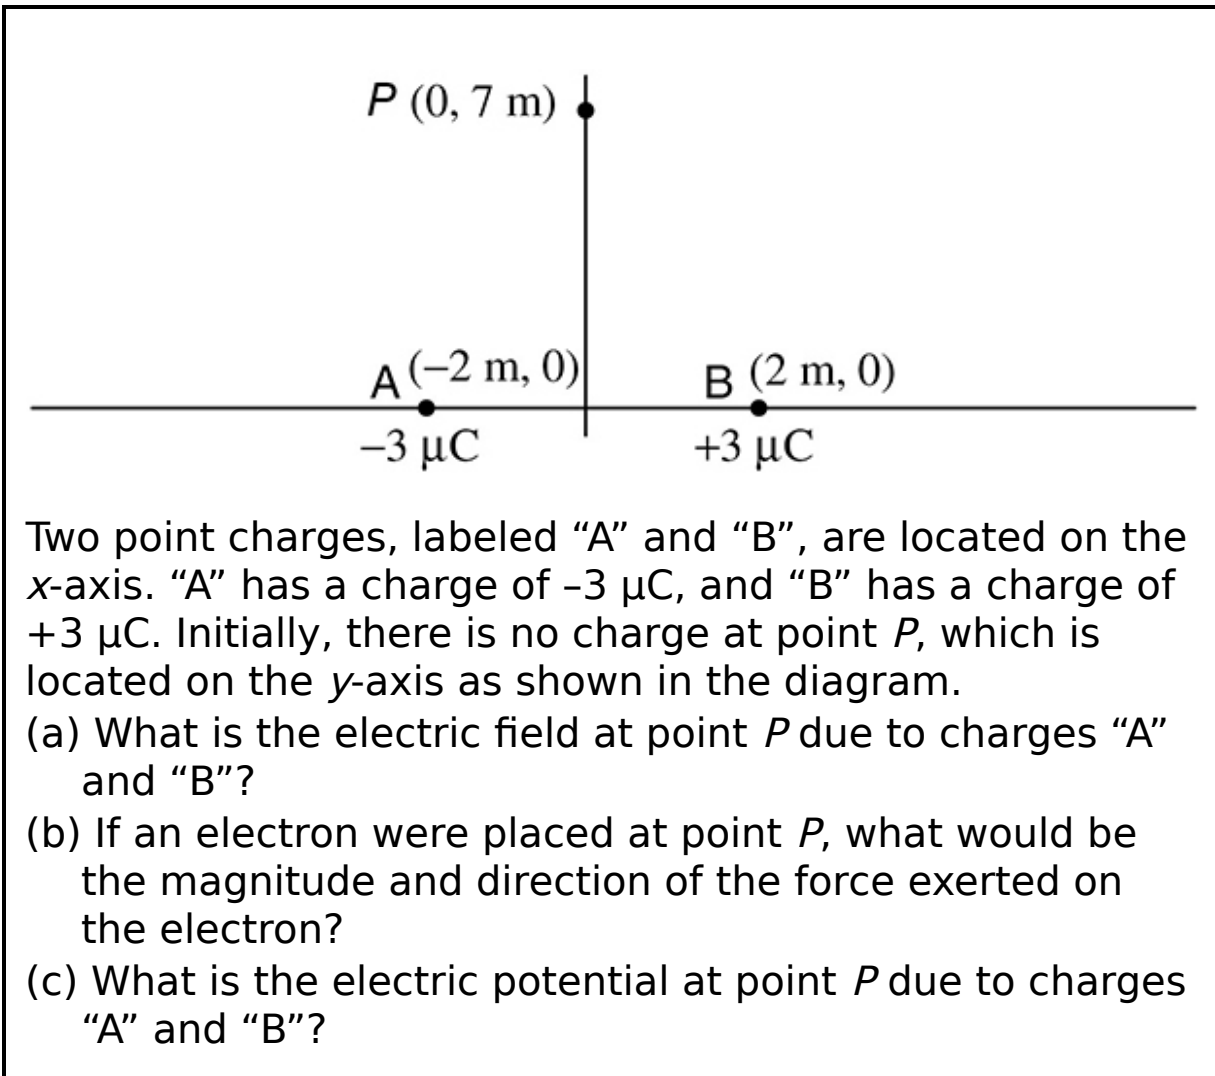 P (0, 7 m)
A (–2 m, 0)
B (2 m, 0)
–3 μC
+3 μC
Two point charges, labeled “A” and “B”, are located on the
x-axis. “A” has a charge of –3 μC, and “B” has a charge of
+3 μC. Initially, there is no charge at point P, which is
located on the y-axis as shown in the diagram.
(a) What is the electric field at point P due to charges “A”
and “B”?
(b) If an electron were placed at point P, what would be
the magnitude and direction of the force exerted on
the electron?
(c) What is the electric potential at point P due to charges
“A” and “B”?